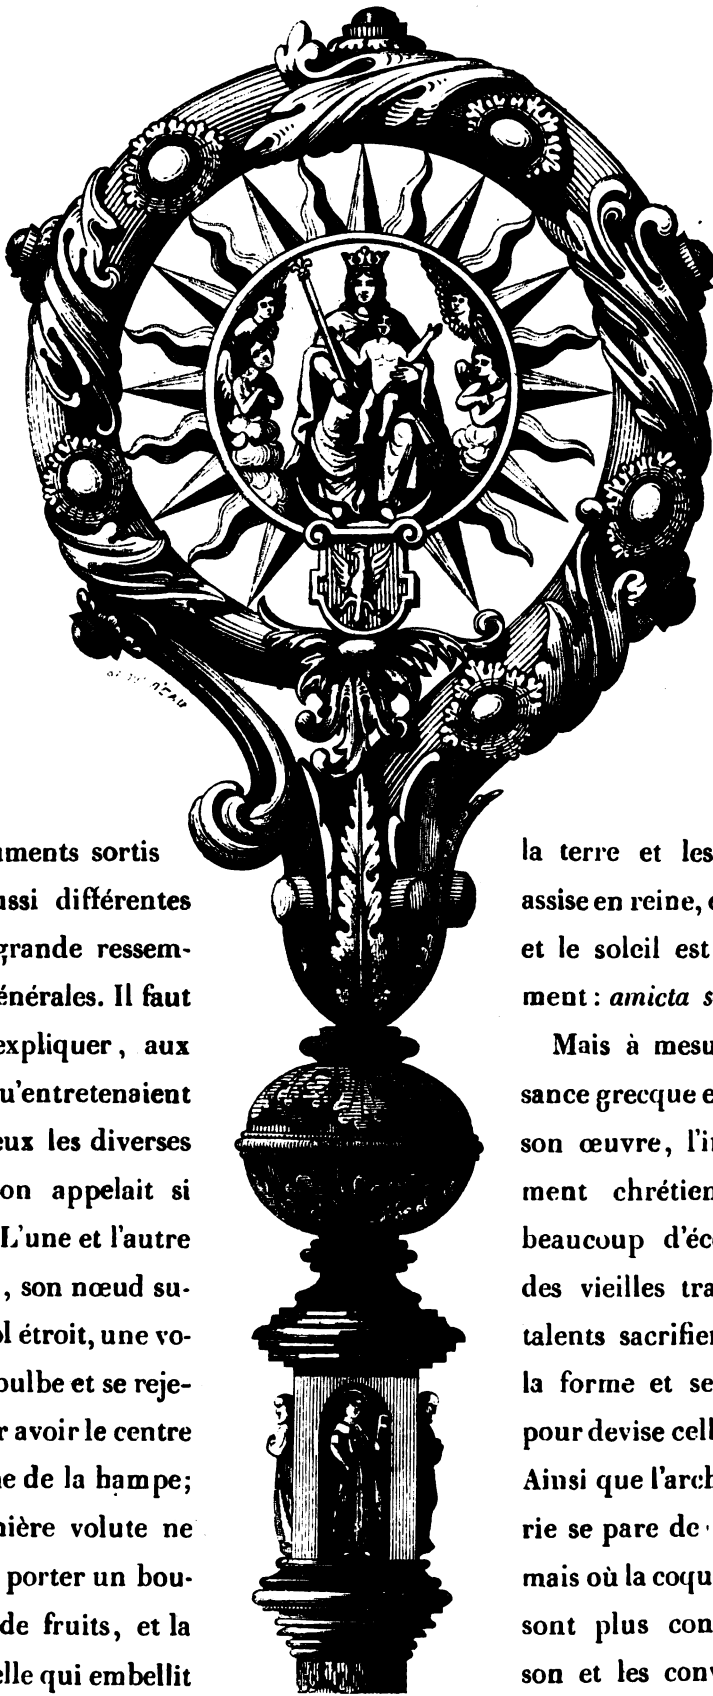 uments sortis
ussi différentes
grande ressem-
énérales. Il faut
expliquer, aux
u'entretenaient
eux les diverses
on appelait si
L'une et l'autre
, son nœud su-
ol étroit, une vo-
bulbe et se reje-
r avoir le centre
ne de la hampe;
nière volute ne
porter un bou-
de fruits, et la
elle qui embellit
la terre et les
assise en reine, e
et le soleil est
ment : amicta s
Mais à mesu
sance grecque e
son œuvre, l'i
ment chrétien
beaucoup d'éc
des vieilles tra
talents sacrifier
la forme et se
pour devise cell
Ainsi que l'arch
rie se pare de
mais où la coqu
sont plus con
son et les conv